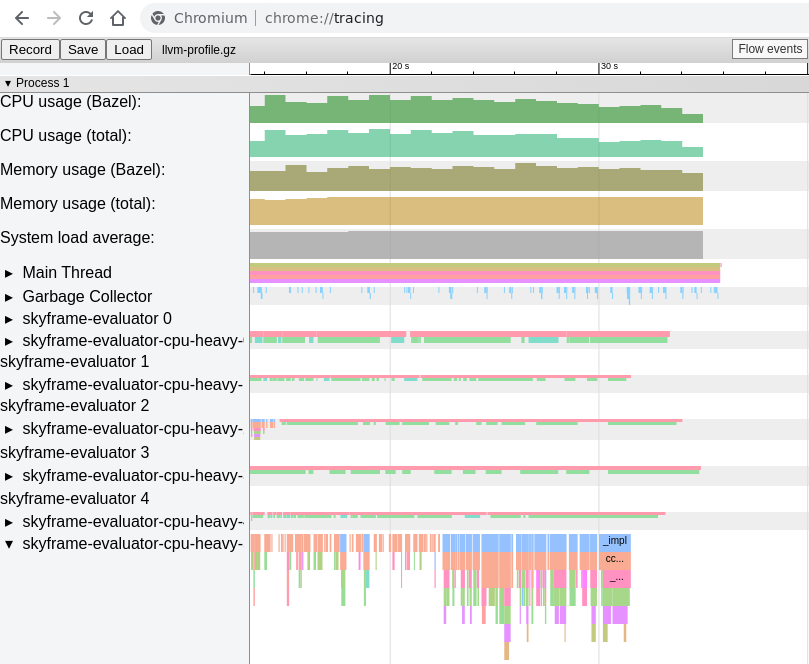 Chromium | chrome://tracing
Record Save Load llvm-profile.gz Flow events
20 s 30 s
▾ Process 1
CPU usage (Bazel):
CPU usage (total):
Memory usage (Bazel):
Memory usage (total):
System load average:
▸ Main Thread
▸ Garbage Collector
▸ skyframe-evaluator 0
▸ skyframe-evaluator-cpu-heavy-
skyframe-evaluator 1
▸ skyframe-evaluator-cpu-heavy-
skyframe-evaluator 2
▸ skyframe-evaluator-cpu-heavy-
skyframe-evaluator 3
▸ skyframe-evaluator-cpu-heavy-
skyframe-evaluator 4
▸ skyframe-evaluator-cpu-heavy-
▾ skyframe-evaluator-cpu-heavy-
_impl
cc...
_...